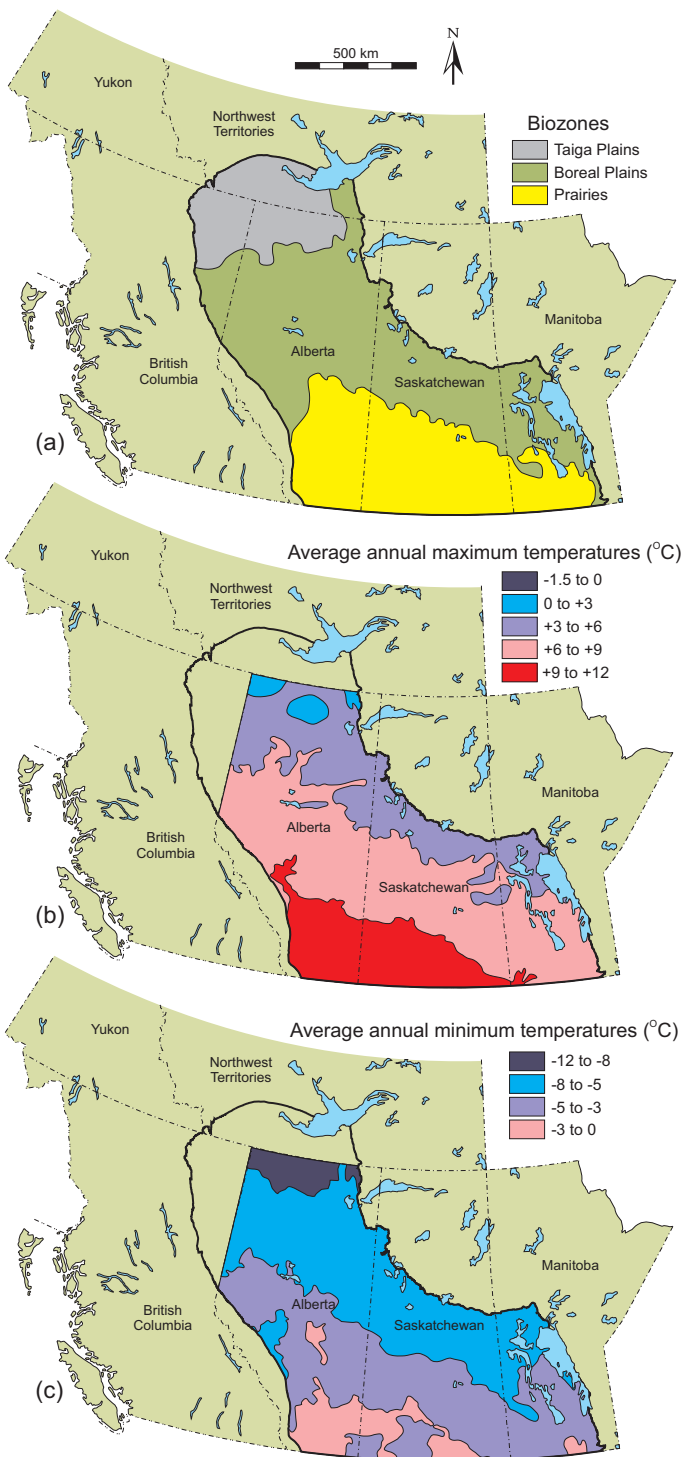 500 km
N
Yukon
Northwest
Territories
Biozones
Taiga Plains
Boreal Plains
Prairies
Manitoba
Alberta
British
Columbia
Saskatchewan
(a)
Average annual maximum temperatures (°C)
Yukon
Northwest
Territories
-1.5 to 0
0 to +3
+3 to +6
+6 to +9
+9 to +12
Manitoba
Alberta
British
Columbia
Saskatchewan
(b)
Average annual minimum temperatures (°C)
Yukon
Northwest
Territories
-12 to -8
-8 to -5
-5 to -3
-3 to 0
Manitoba
Alberta
British
Columbia
Saskatchewan
(c)